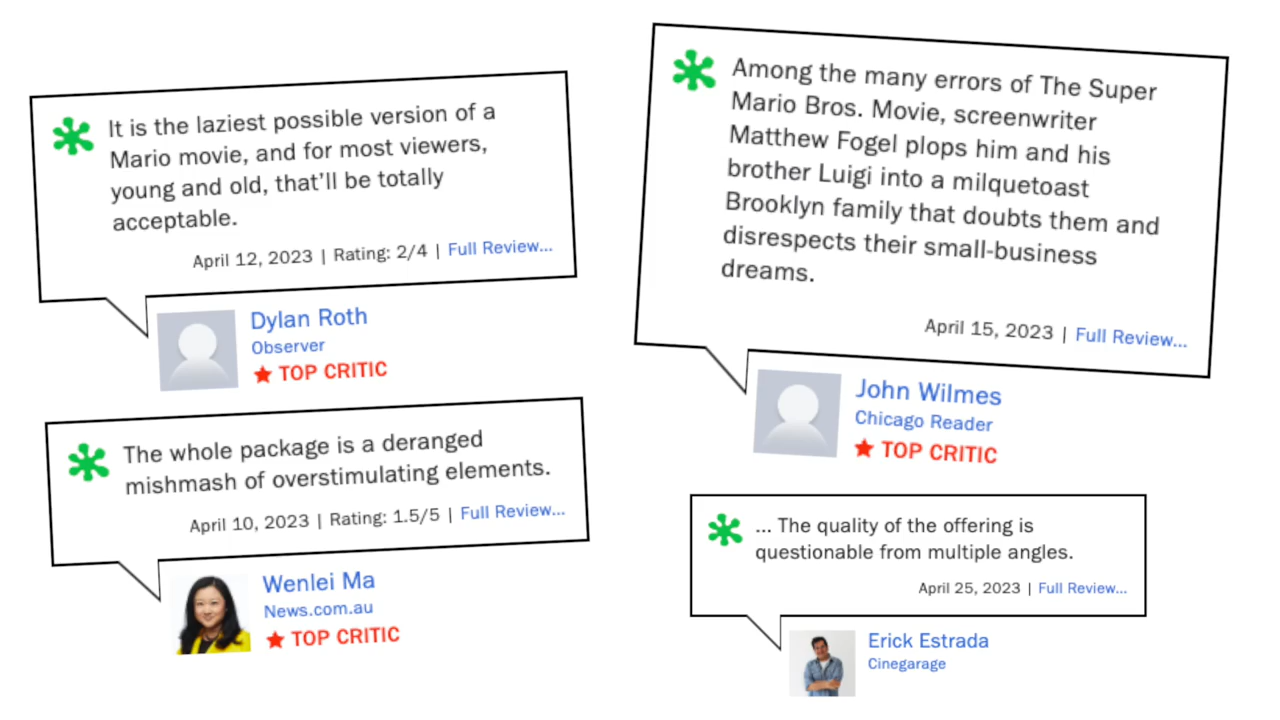 It is the laziest possible version of a
Mario movie, and for most viewers,
young and old, that'll be totally
acceptable.
April 12, 2023 | Rating: 2/4 | Full Review...
Dylan Roth
Observer
TOP CRITIC
The whole package is a deranged
mishmash of overstimulating elements.
April 10, 2023 | Rating: 1.5/5 | Full Review...
Wenlei Ma
News.com.au
TOP CRITIC
Among the many errors of The Super
Mario Bros. Movie, screenwriter
Matthew Fogel plops him and his
brother Luigi into a milquetoast
Brooklyn family that doubts them and
disrespects their small-business
dreams.
April 15, 2023 | Full Review...
John Wilmes
Chicago Reader
TOP CRITIC
... The quality of the offering is
questionable from multiple angles.
April 25, 2023 | Full Review...
Erick Estrada
Cinegarage